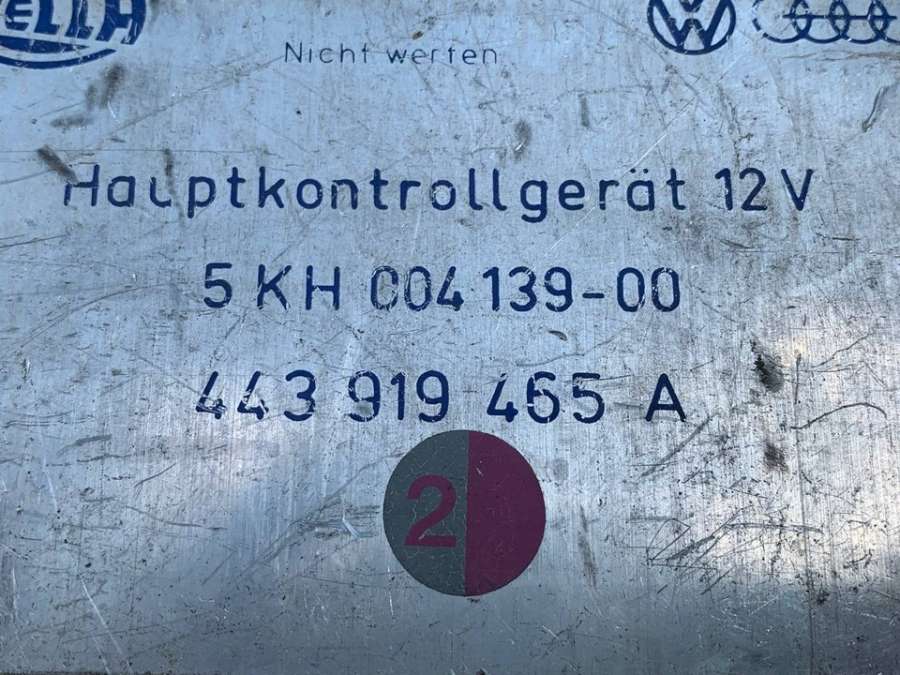 HELLA
Nicht werten
Hauptkontrollgerät 12V
5 KH 004 139-00
443 919 465 A
2